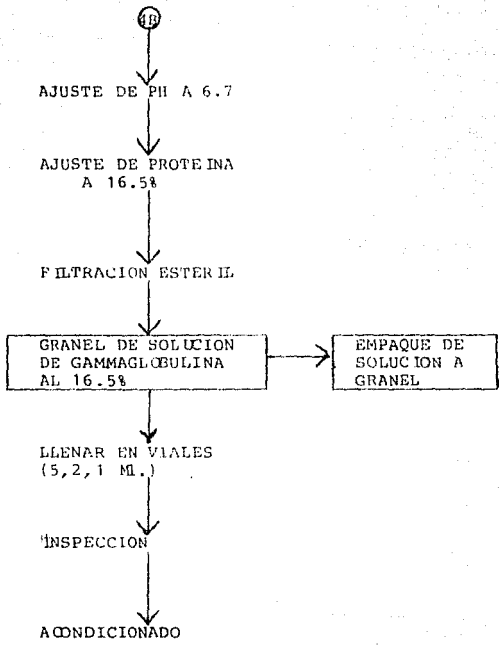 4B
AJUSTE DE PH A 6.7
AJUSTE DE PROTEINA
A 16.5%
FILTRACION ESTERIL
GRANEL DE SOLUCION
DE GAMMAGLOBULINA
AL 16.5%
EMPAQUE DE
SOLUCION A
GRANEL
LLENAR EN VIALES
(5,2,1 ML.)
INSPECCION
ACONDICIONADO